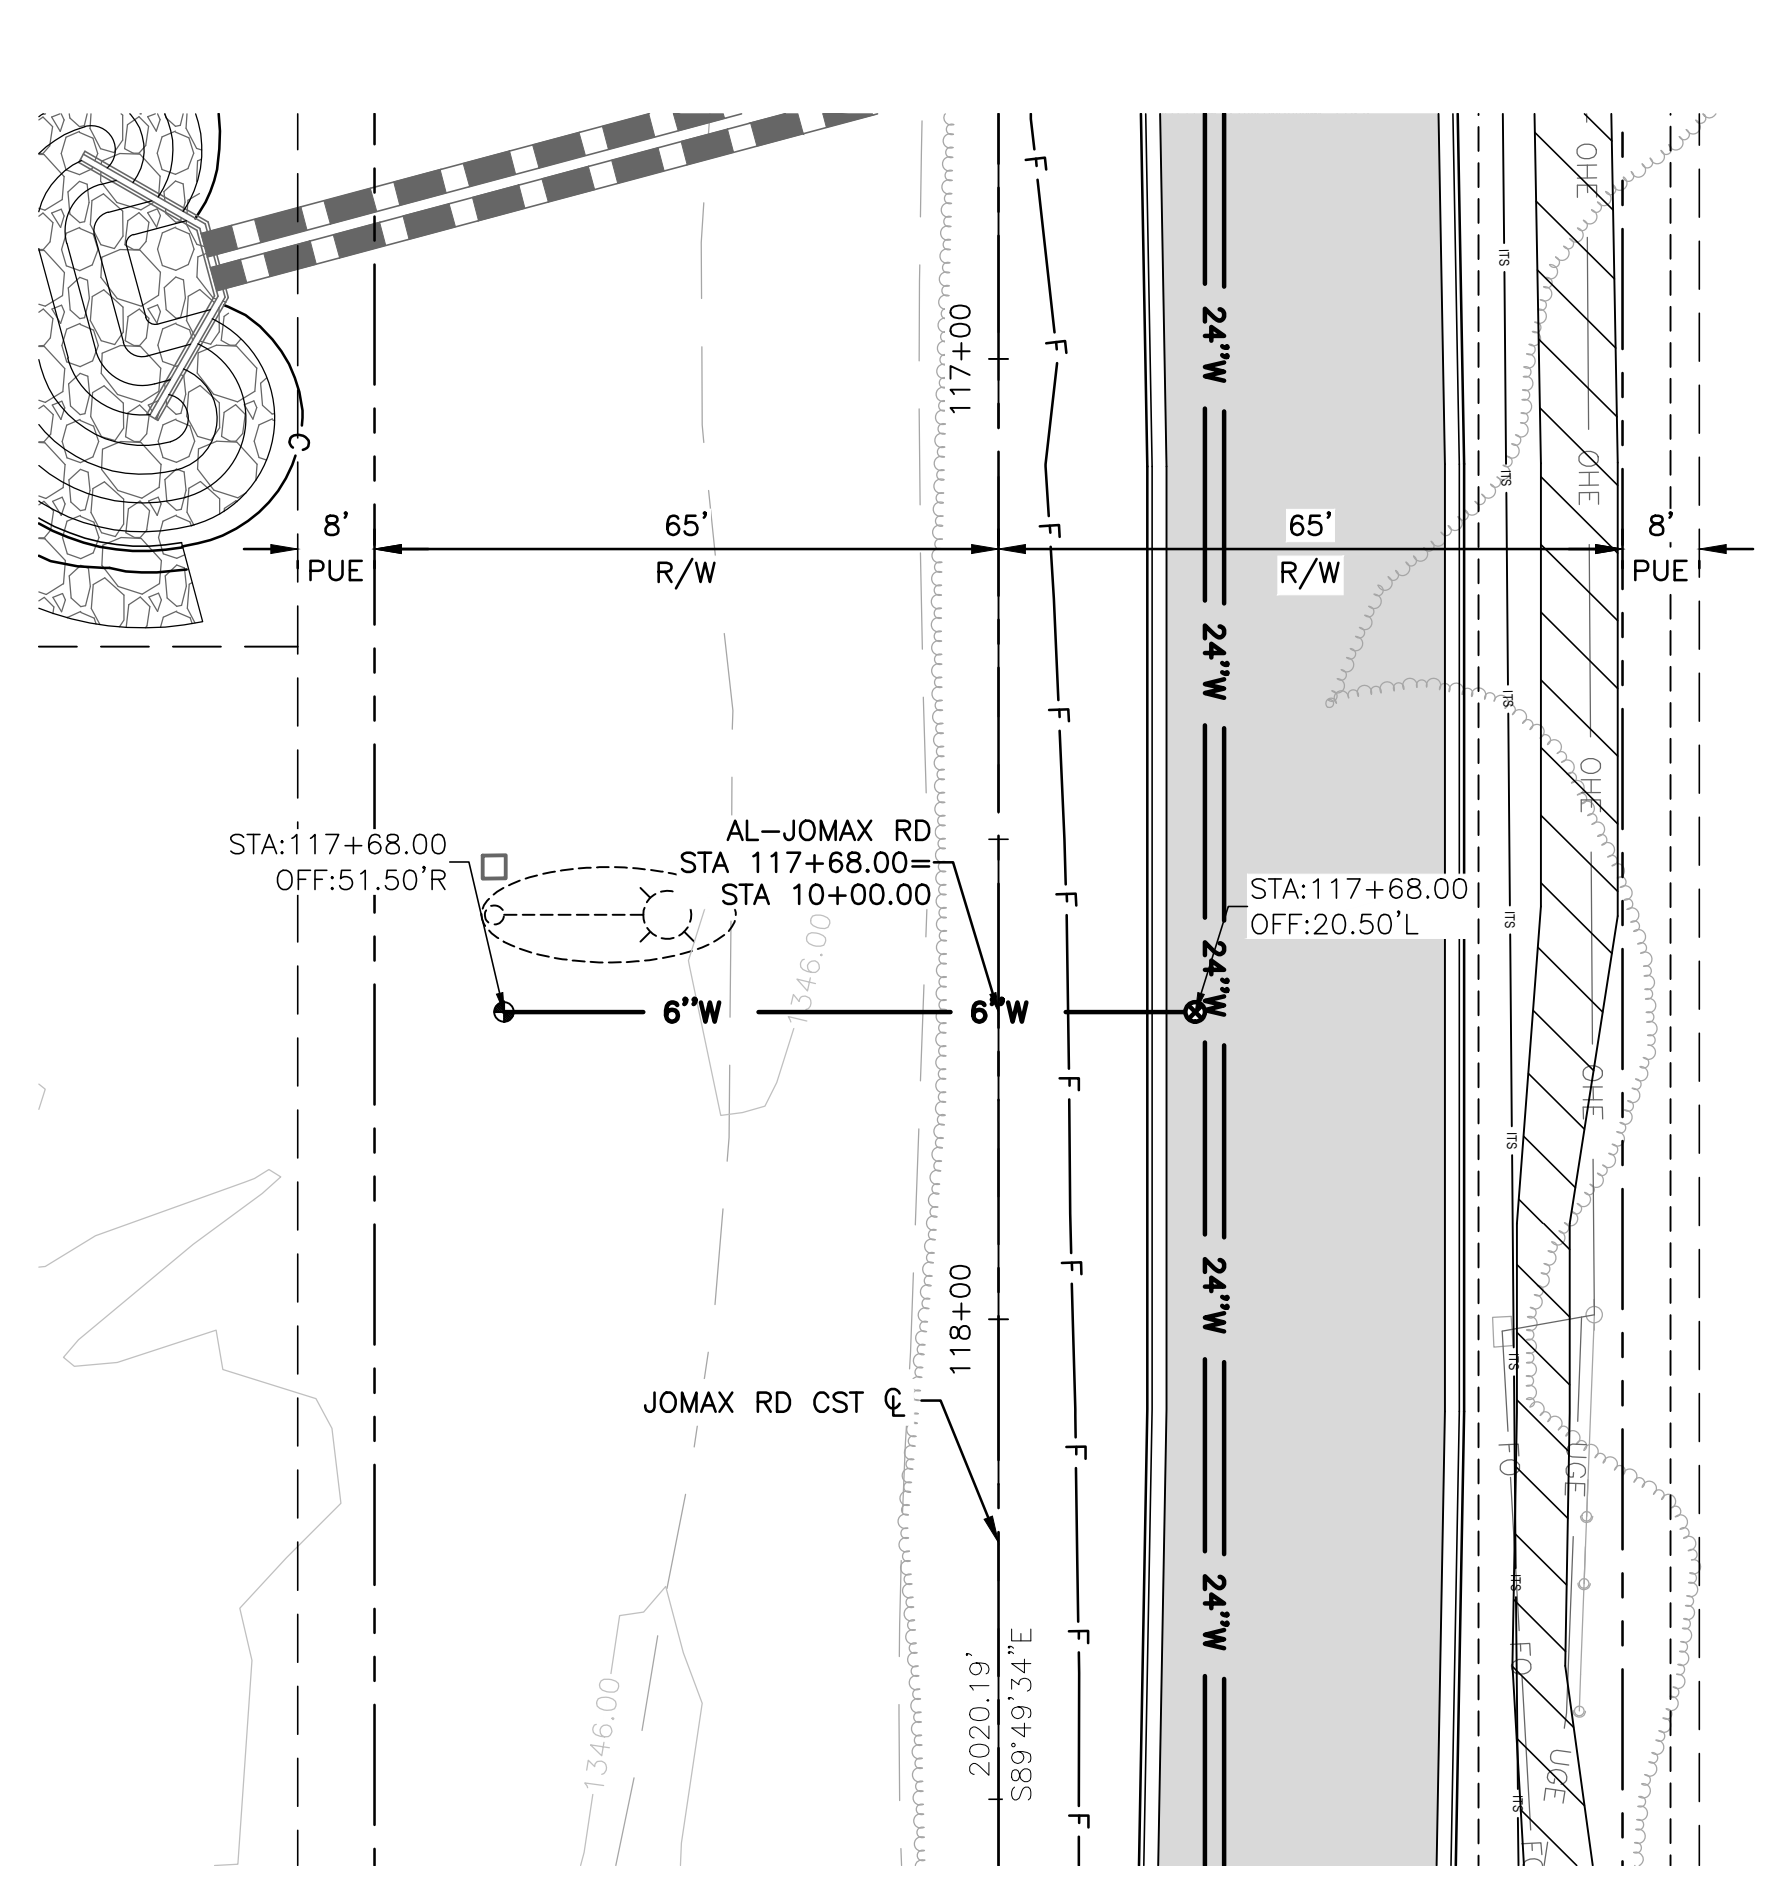 OHE
F
ITS
117+00
F
24"W
C
ITS
OHE
8'
PUE
65'
R/W
F
65'
R/W
8'
PUE
24"W
ITS
F
OHE
AL-JOMAX RD
STA 117+68.00=
STA 10+00.00
STA:117+68.00
OFF:51.50'R
F
STA:117+68.00
OFF:20.50'L
ITS
1346.00
24"W
6"W
6"W
F
OHE
ITS
F
24"W
118+00
ITS
JOMAX RD CST ℄
F
FO
UGE
ITS
24"W
F
FO
2020.19'
S89°49'34"E
1346.00
UGE
ITS
F
FO